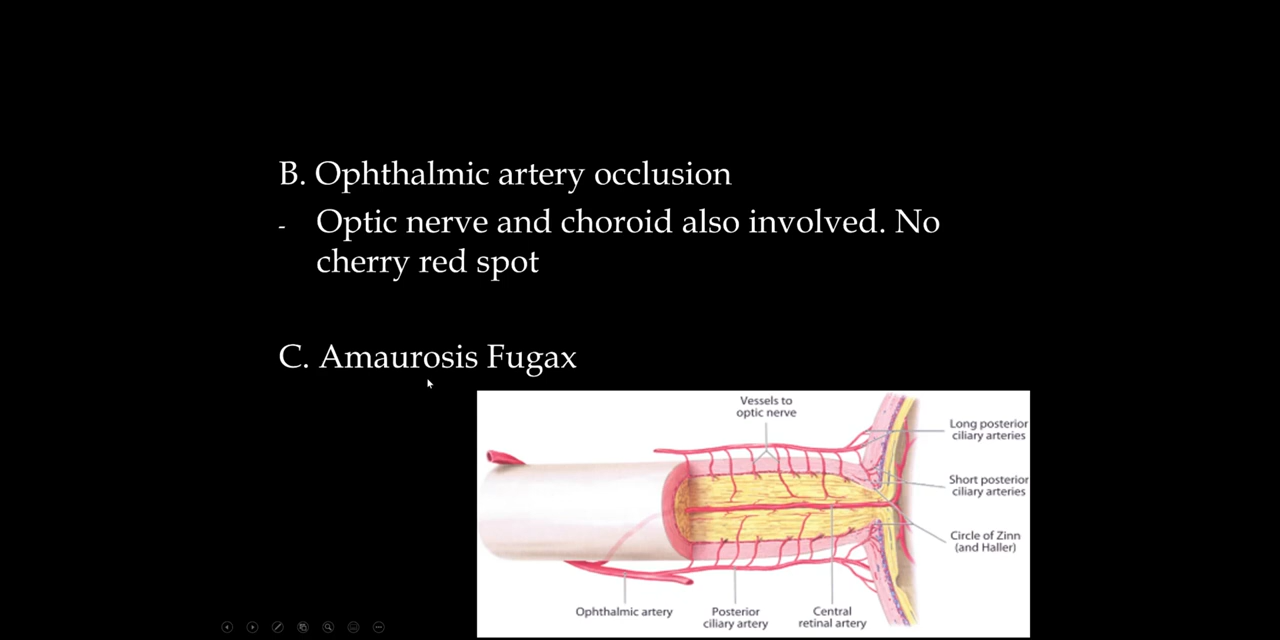 B. Ophthalmic artery occlusion
- Optic nerve and choroid also involved. No
cherry red spot
C. Amaurosis Fugax
Vessels to
optic nerve
Long posterior
ciliary arteries
Short posterior
ciliary arteries
Circle of Zinn
(and Haller)
Ophthalmic artery
Posterior
ciliary artery
Central
retinal artery